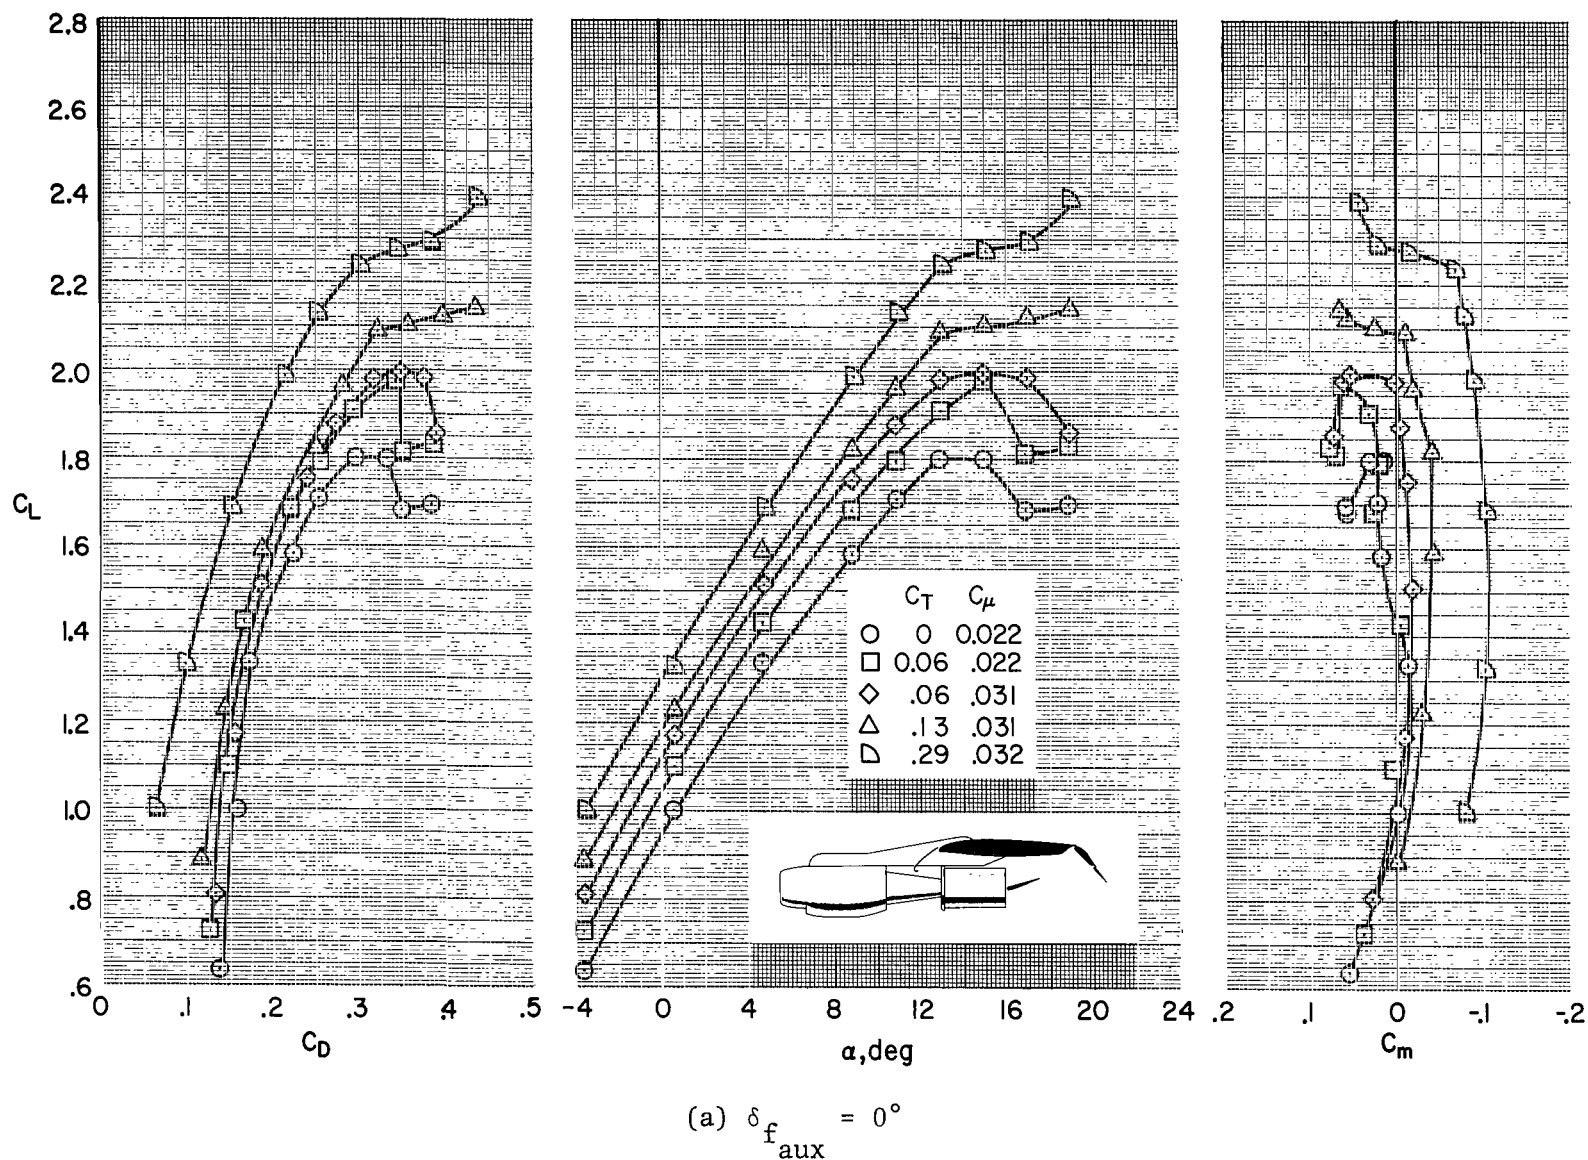 2.8
2.6
2.4
2.2
2.0
1.8
1.6
1.4
1.2
1.0
.8
.6
C_L
0 .1 .2 .3 .4 .5
C_D
-4 0 4 8 12 16 20 24
α,deg
.2 .1 0 -.1 -.2
C_m
C_T C_μ
0 0.022
0.06 .022
.06 .031
.13 .031
.29 .032
(a) δ_f_aux = 0°